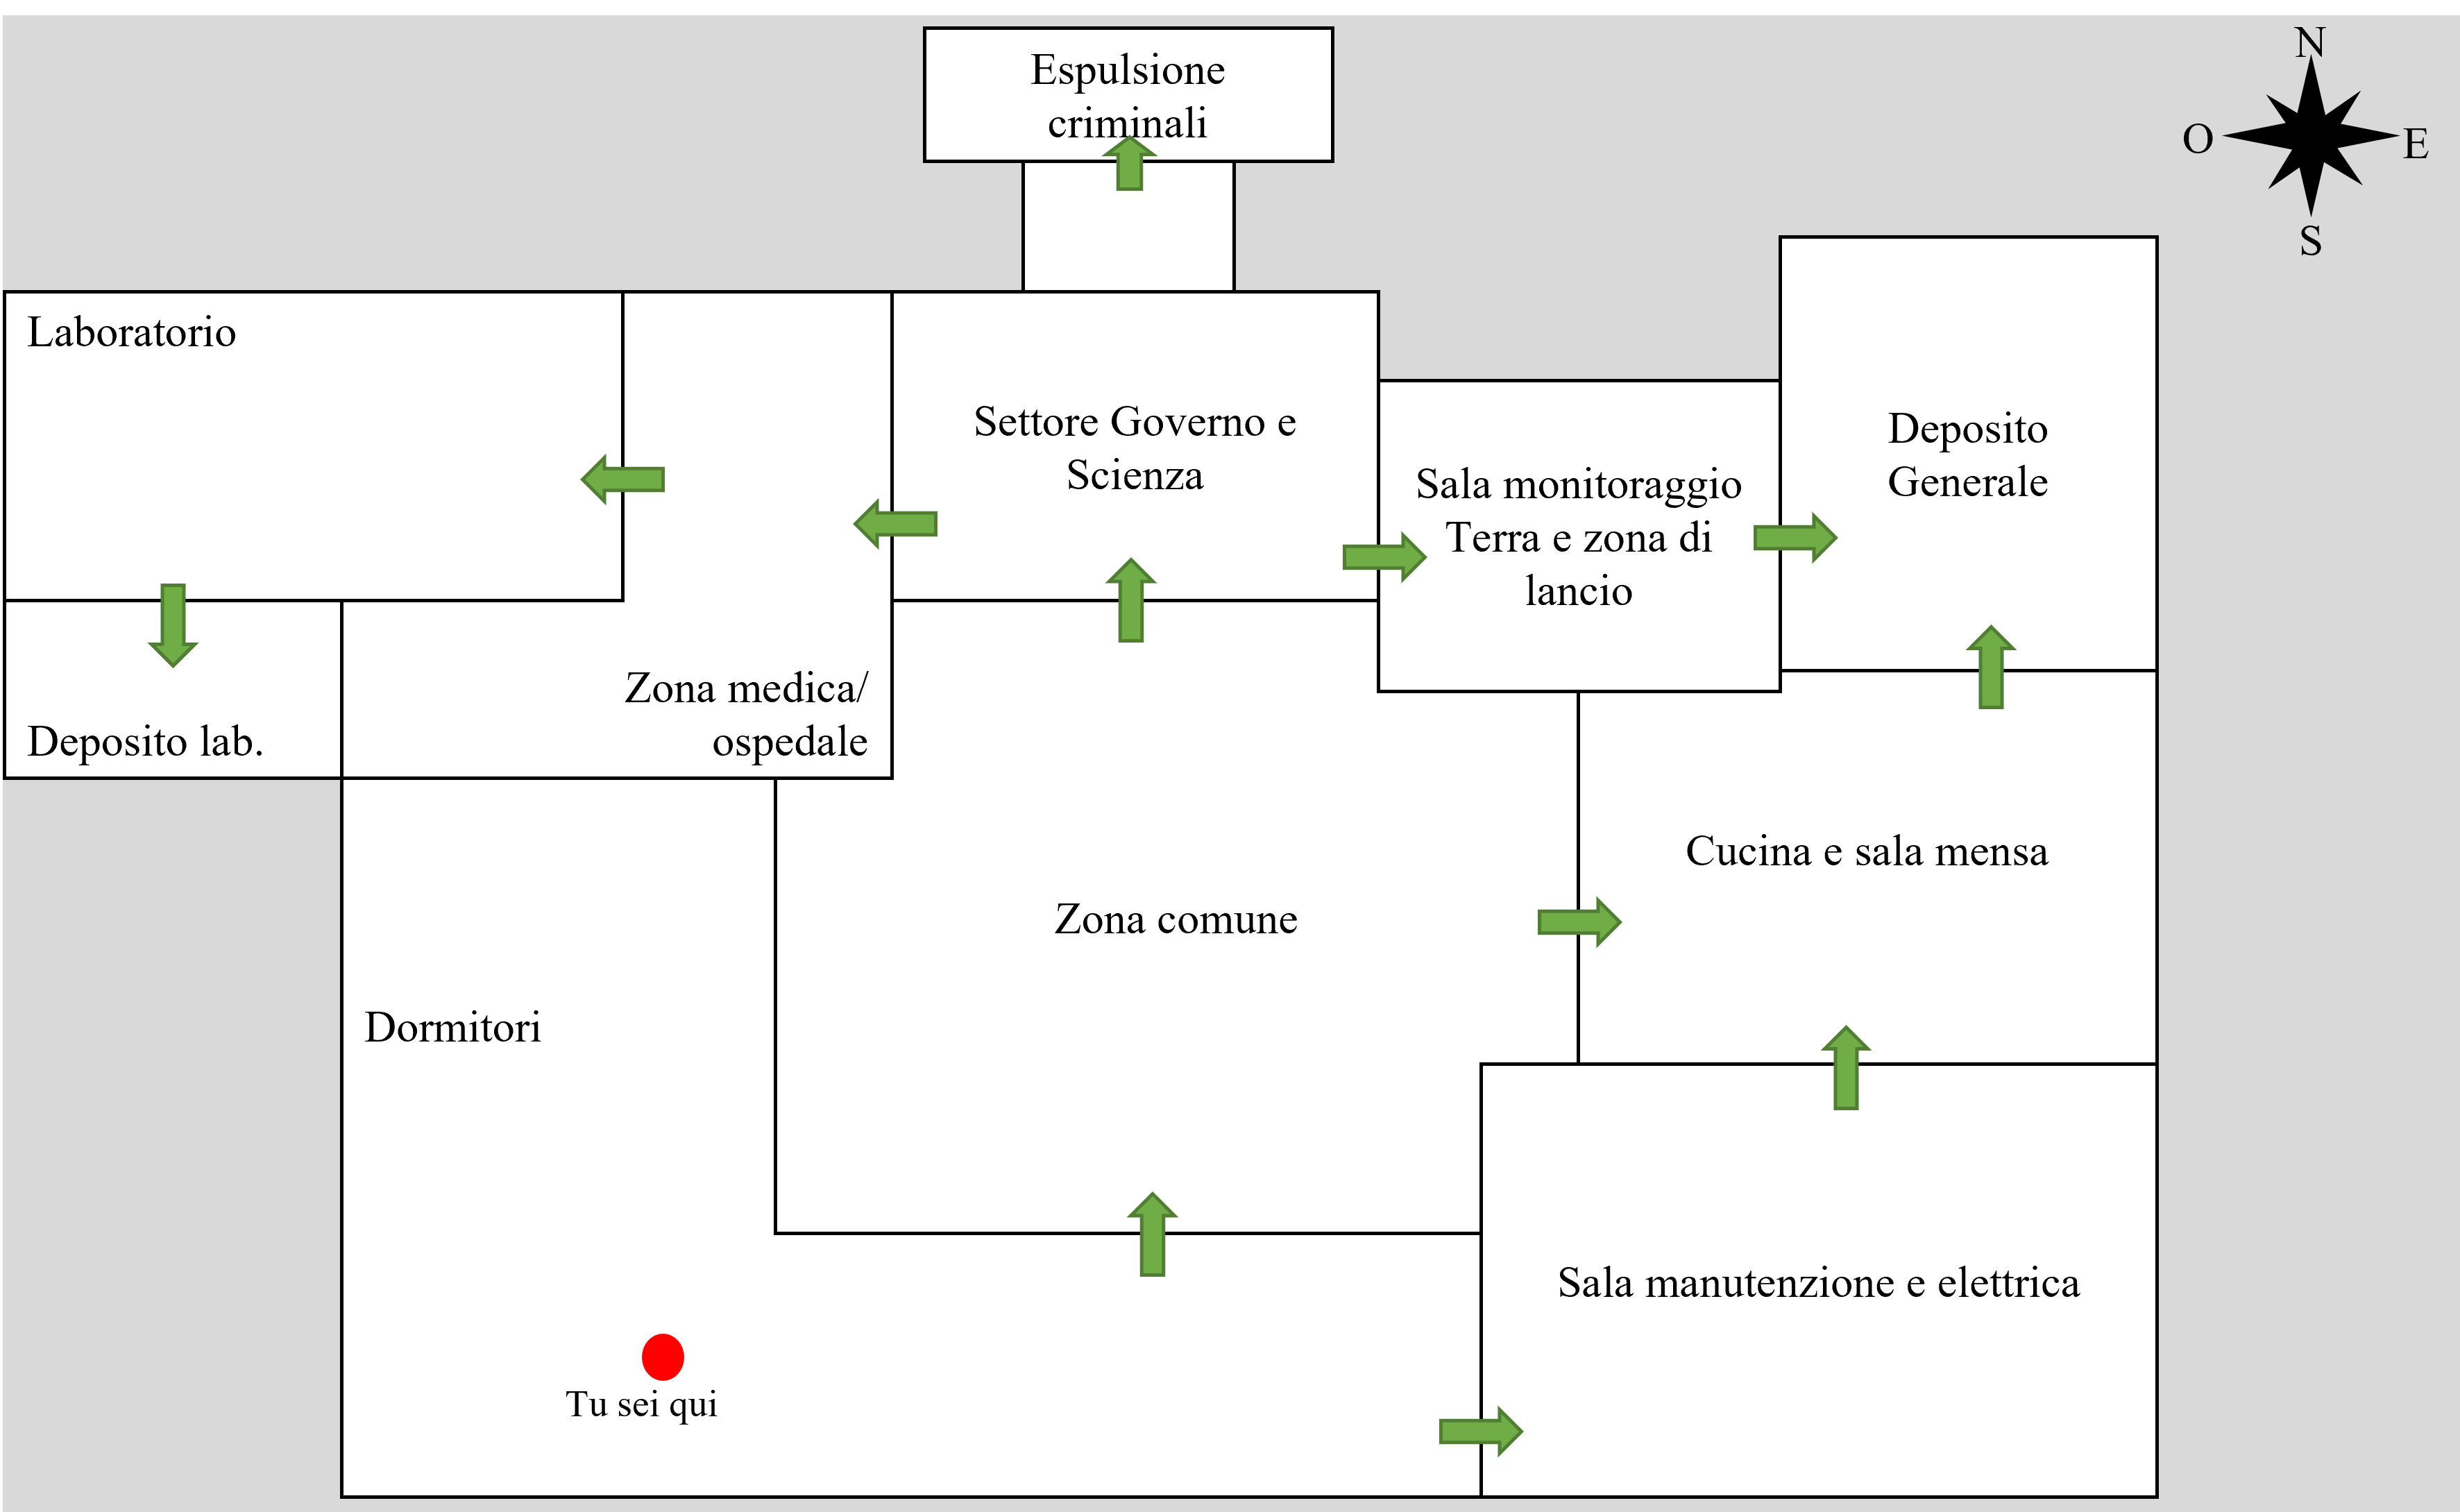 Espulsione
criminali
N
O
E
S
Laboratorio
Settore Governo e
Scienza
Sala monitoraggio
Terra e zona di
lancio
Deposito
Generale
Zona medica/
ospedale
Deposito lab.
Cucina e sala mensa
Zona comune
Dormitori
Sala manutenzione e elettrica
Tu sei qui